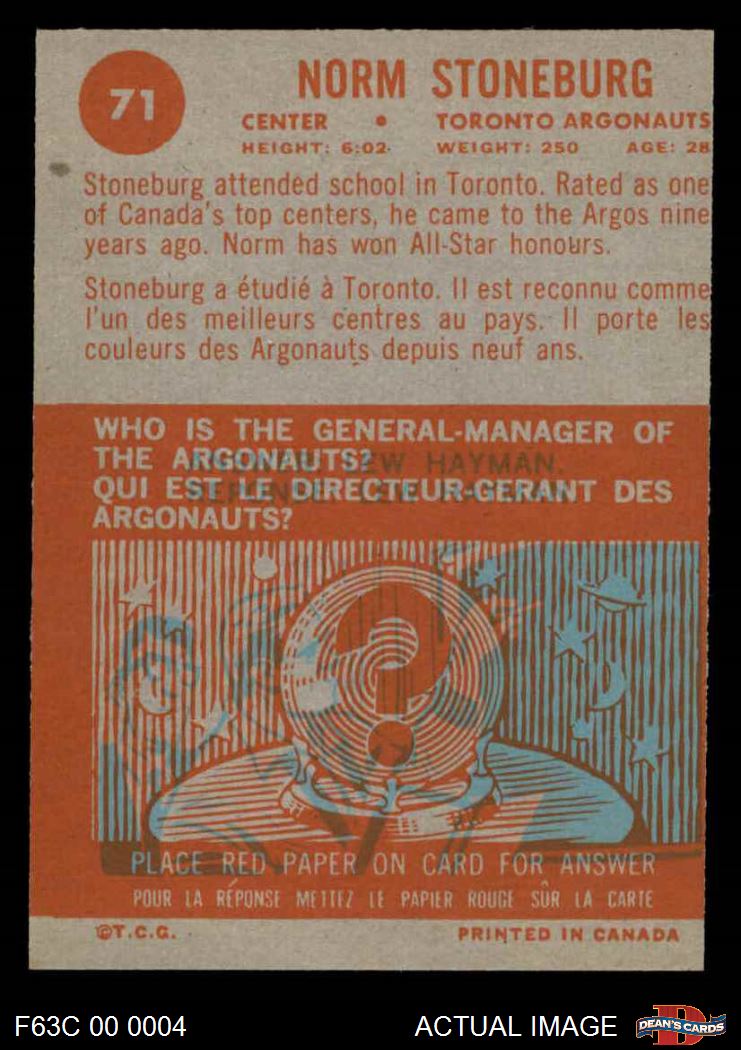 71
NORM STONEBURG
CENTER • TORONTO ARGONAUTS
HEIGHT: 6:02 WEIGHT: 250 AGE: 28
Stoneburg attended school in Toronto. Rated as one
of Canada's top centers, he came to the Argos nine
years ago. Norm has won All-Star honours.
Stoneburg a étudié à Toronto. Il est reconnu comme
l'un des meilleurs centres au pays. Il porte les
couleurs des Argonauts depuis neuf ans.
WHO IS THE GENERAL-MANAGER OF
THE ARGONAUTS?
ANSWER: LEW HAYMAN.
QUI EST LE DIRECTEUR-GERANT DES
ARGONAUTS?
?
PLACE RED PAPER ON CARD FOR ANSWER
POUR LA RÉPONSE METTEZ LE PAPIER ROUGE SÛR LA CARTE
©T.C.G. PRINTED IN CANADA
F63C 00 0004 ACTUAL IMAGE DEAN'S CARDS